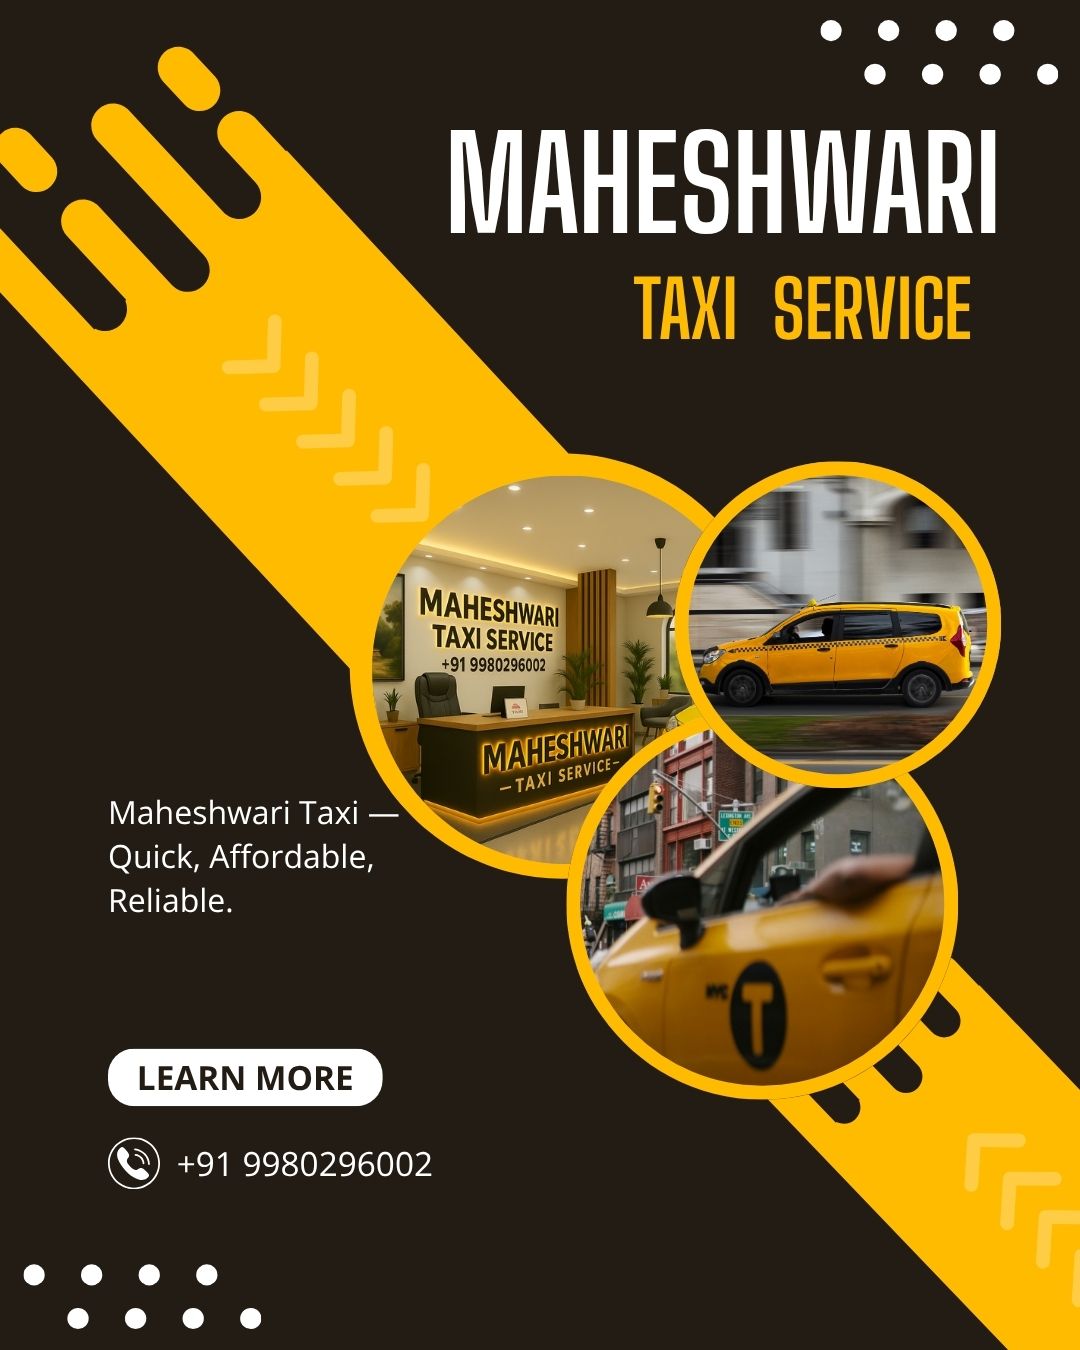 MAHESHWARI
TAXI SERVICE
MAHESHWARI
TAXI SERVICE
+91 9980296002
MAHESHWARI
—TAXI SERVICE—
NYC
T
Maheshwari Taxi —
Quick, Affordable,
Reliable.
LEARN MORE
+91 9980296002